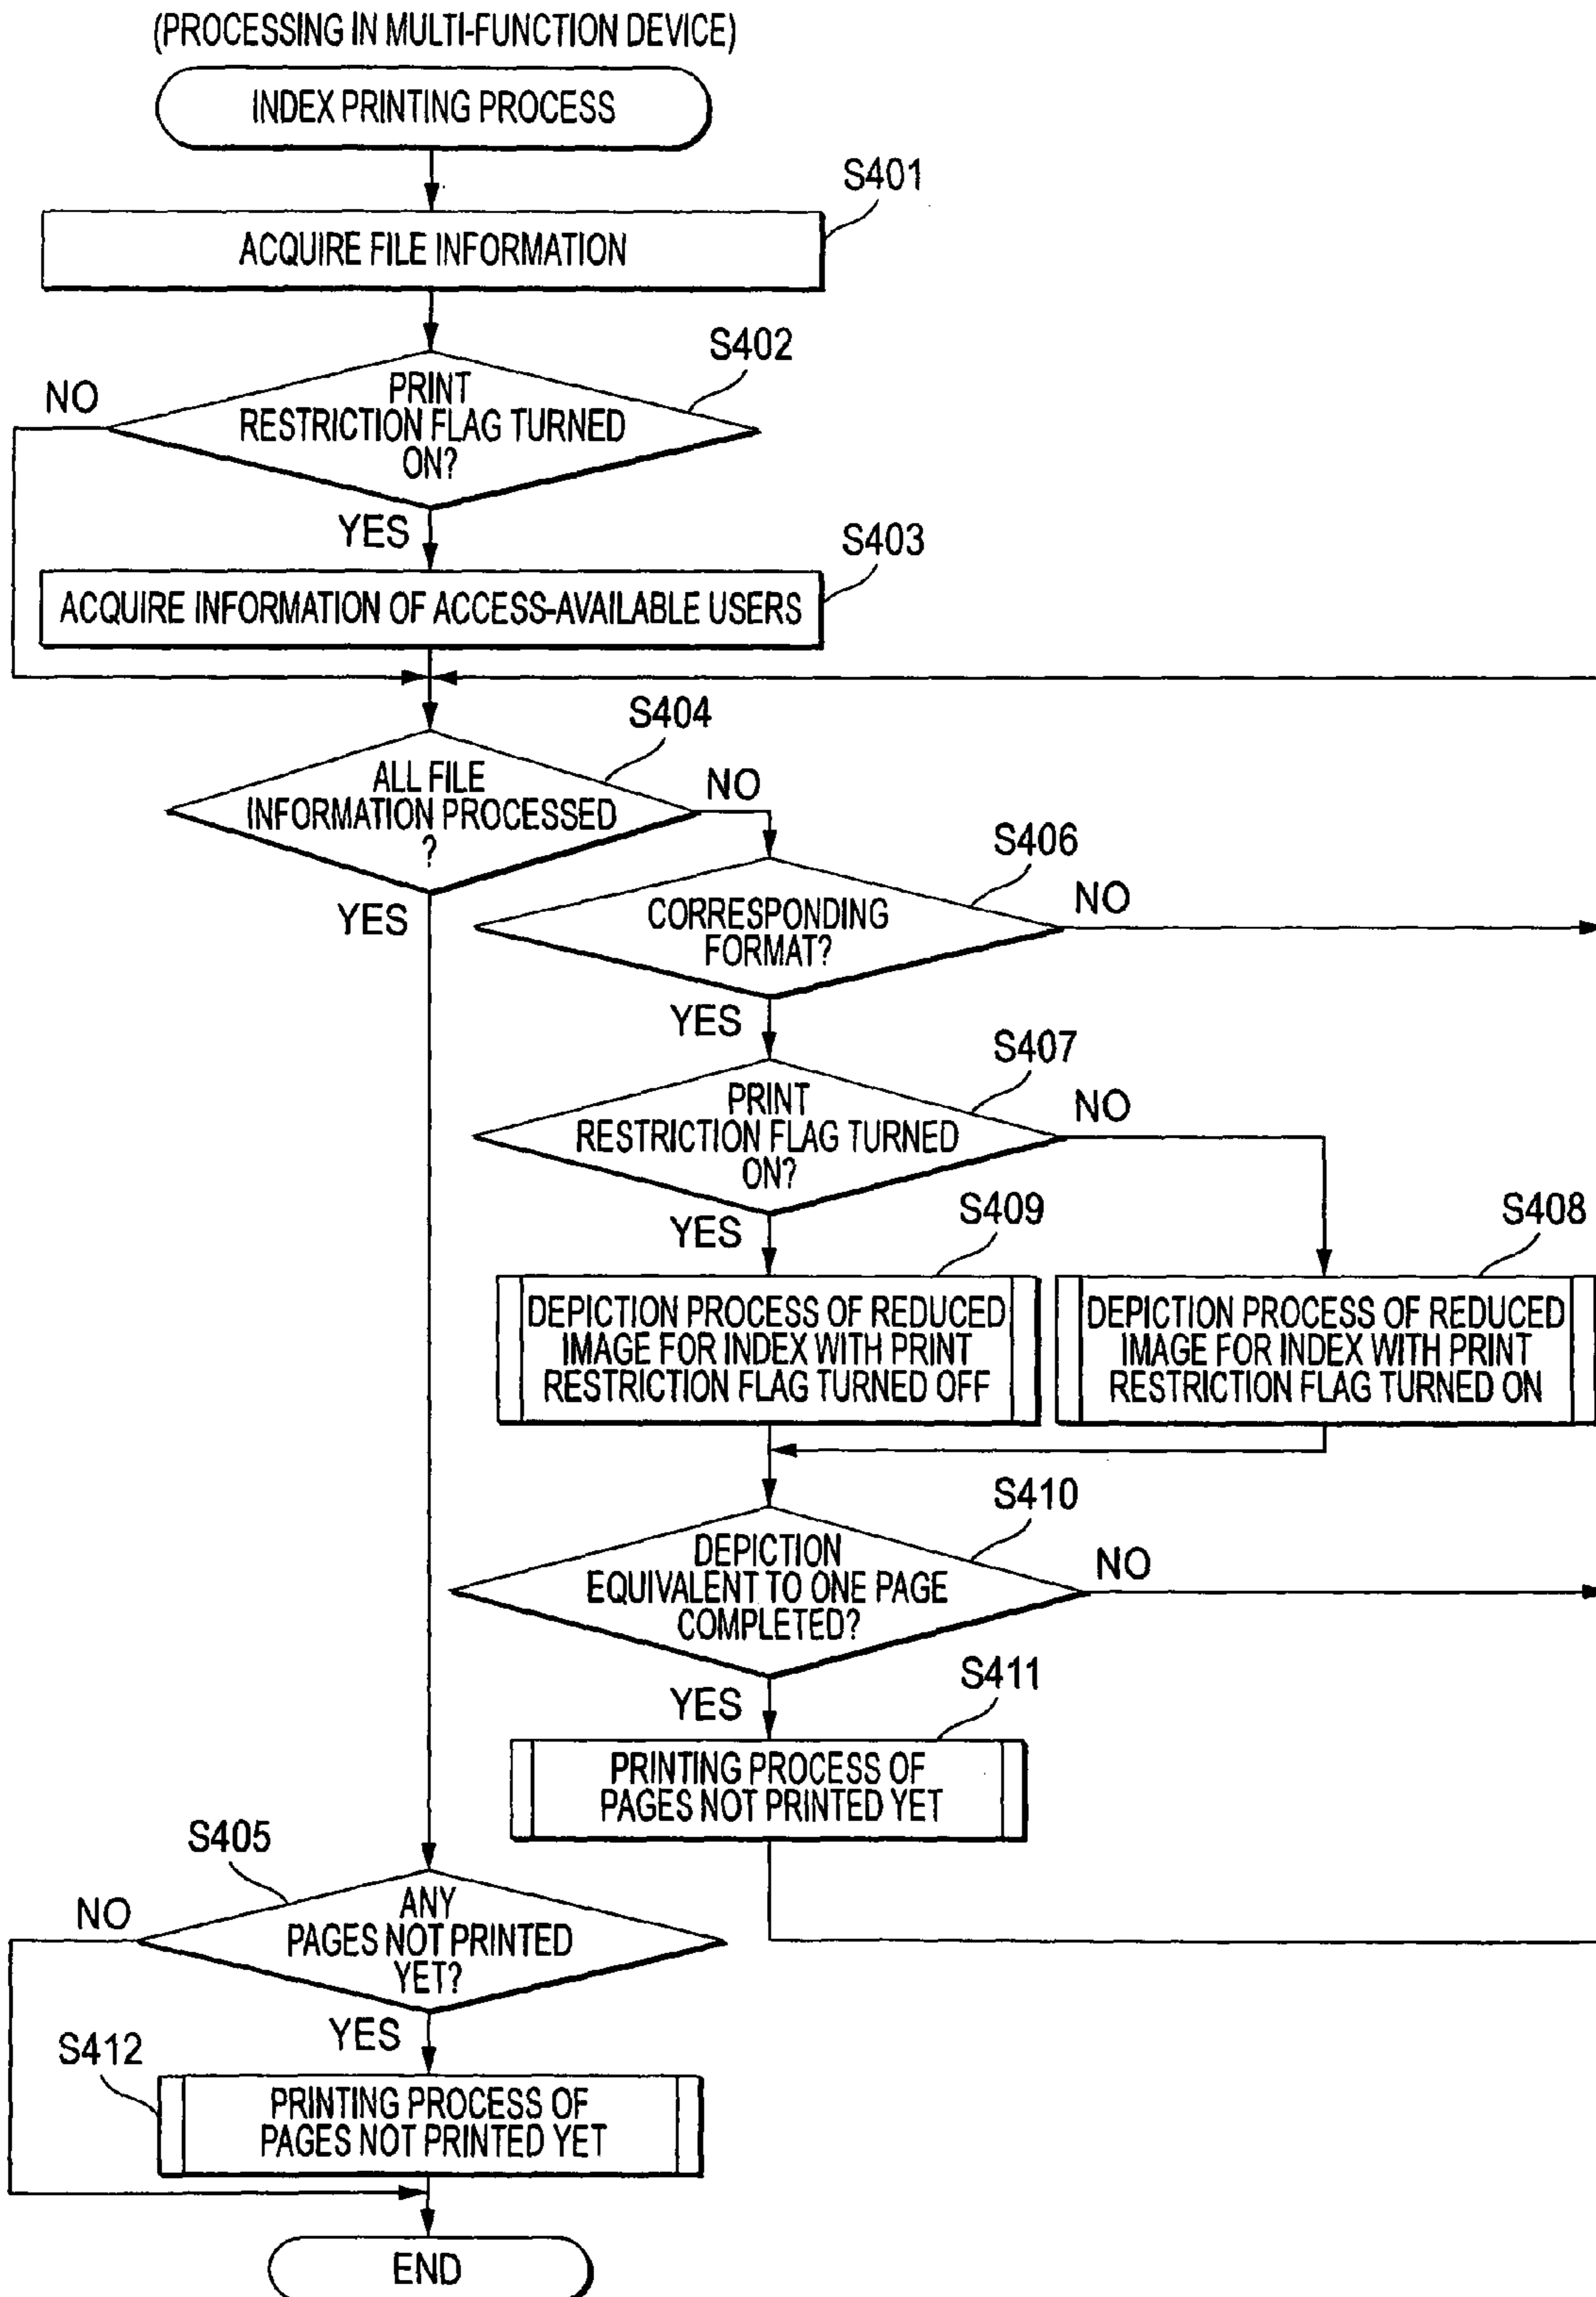 (PROCESSING IN MULTI-FUNCTION DEVICE)
INDEX PRINTING PROCESS
S401
ACQUIRE FILE INFORMATION
S402
NO
PRINT
RESTRICTION FLAG TURNED
ON?
YES
S403
ACQUIRE INFORMATION OF ACCESS-AVAILABLE USERS
S404
ALL FILE
INFORMATION PROCESSED
?
NO
YES
S406
CORRESPONDING
FORMAT?
NO
YES
S407
PRINT
RESTRICTION FLAG TURNED
ON?
NO
YES
S409
DEPICTION PROCESS OF REDUCED
IMAGE FOR INDEX WITH PRINT
RESTRICTION FLAG TURNED OFF
S408
DEPICTION PROCESS OF REDUCED
IMAGE FOR INDEX WITH PRINT
RESTRICTION FLAG TURNED ON
S410
DEPICTION
EQUIVALENT TO ONE PAGE
COMPLETED?
NO
YES
S411
PRINTING PROCESS OF
PAGES NOT PRINTED YET
S405
NO
ANY
PAGES NOT PRINTED
YET?
YES
S412
PRINTING PROCESS OF
PAGES NOT PRINTED YET
END